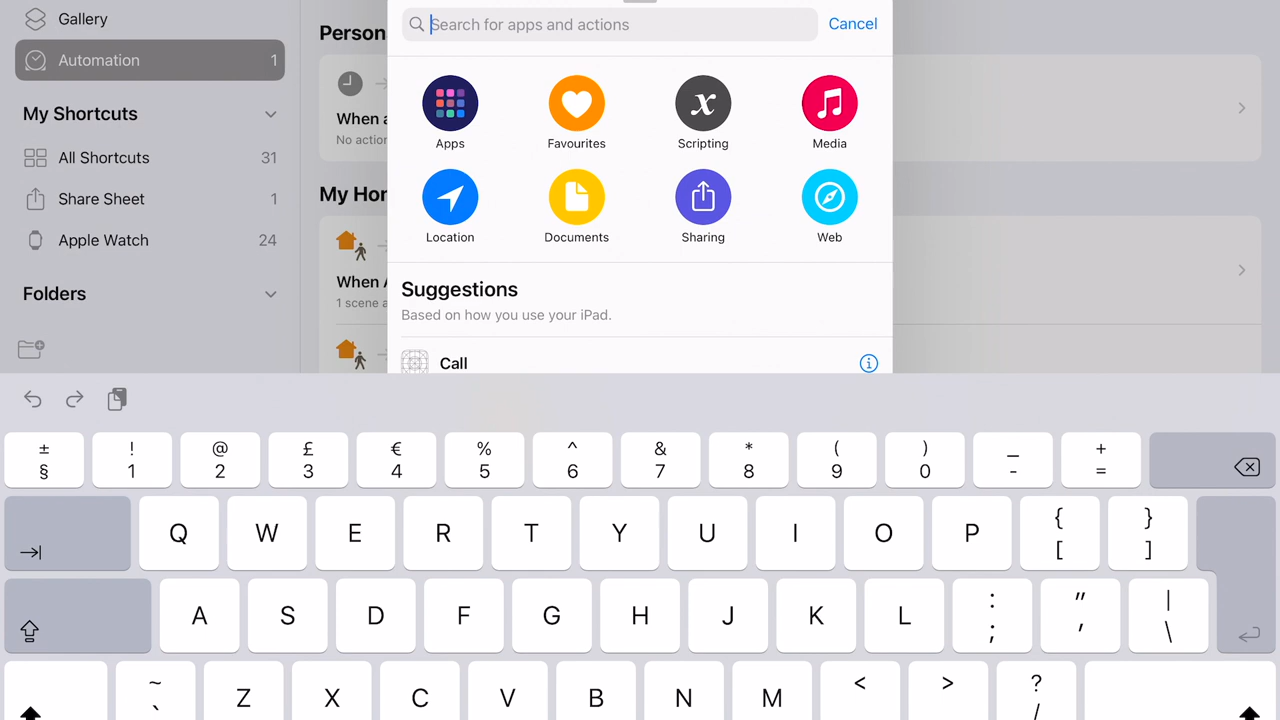 Gallery
Automation 1
My Shortcuts
All Shortcuts 31
Share Sheet 1
Apple Watch 24
Folders
Person
When a
No action
My Hon
When A
1 scene a
Search for apps and actions
Cancel
Apps Favourites Scripting Media
Location Documents Sharing Web
Suggestions
Based on how you use your iPad.
Call
± ! @ £ € % ^ & * ( ) _ +
§ 1 2 3 4 5 6 7 8 9 0 - =
Q W E R T Y U I O P { }
[ ]
A S D F G H J K L : " |
; ' \
~ Z X C V B N M < > ?
` /